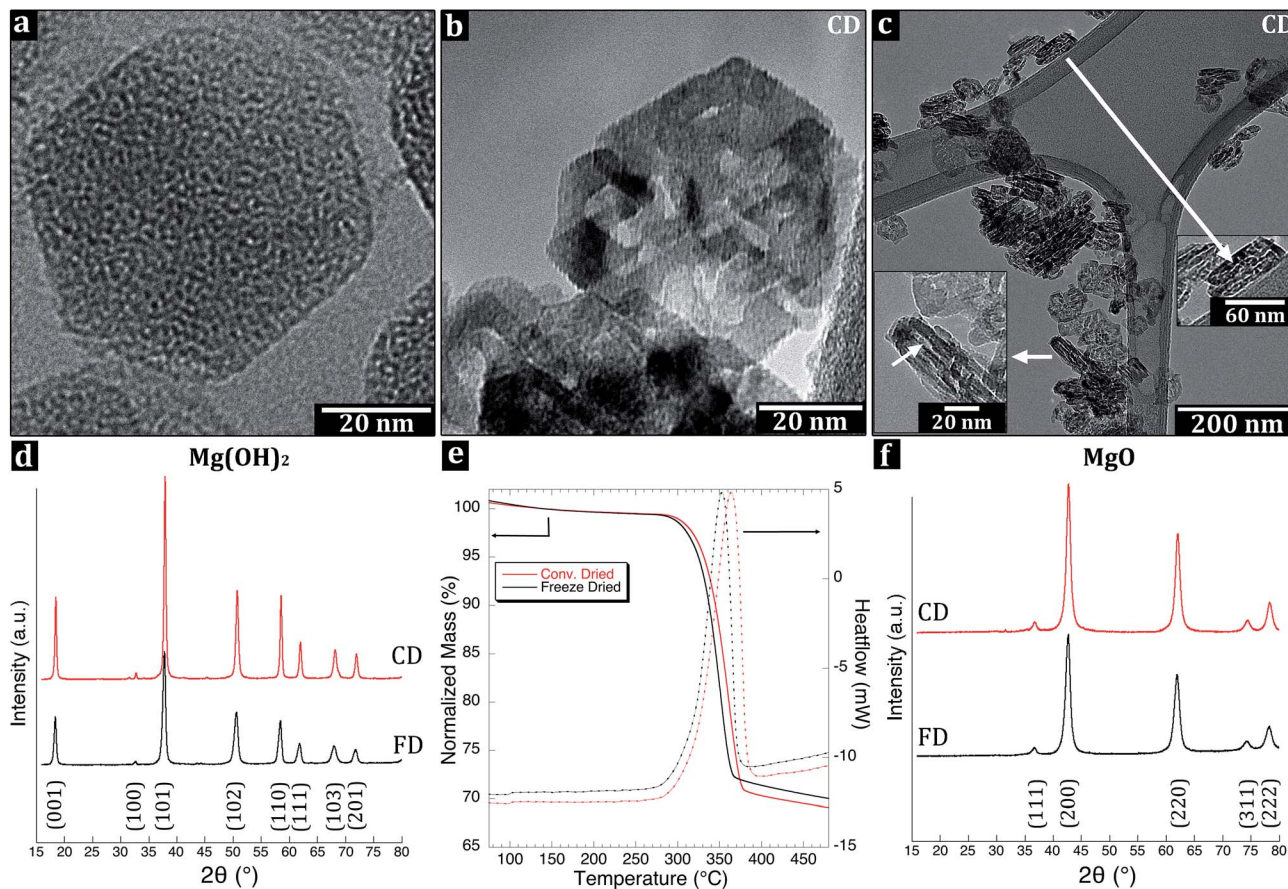 a
20 nm
b
CD
20 nm
c
CD
60 nm
20 nm
200 nm
d
Mg(OH)₂
Intensity (a.u.)
CD
FD
(001)
(100)
(101)
(102)
(110)
(111)
(103)
(201)
15 20 25 30 35 40 45 50 55 60 65 70 75 80
2θ (°)
e
Normalized Mass (%)
100
95
90
85
80
75
70
65
Conv. Dried
Freeze Dried
5
0
-5
-10
-15
Heatflow (mW)
100 150 200 250 300 350 400 450
Temperature (°C)
f
MgO
Intensity (a.u.)
CD
FD
(111)
(200)
(220)
(311)
(222)
15 20 25 30 35 40 45 50 55 60 65 70 75 80
2θ (°)